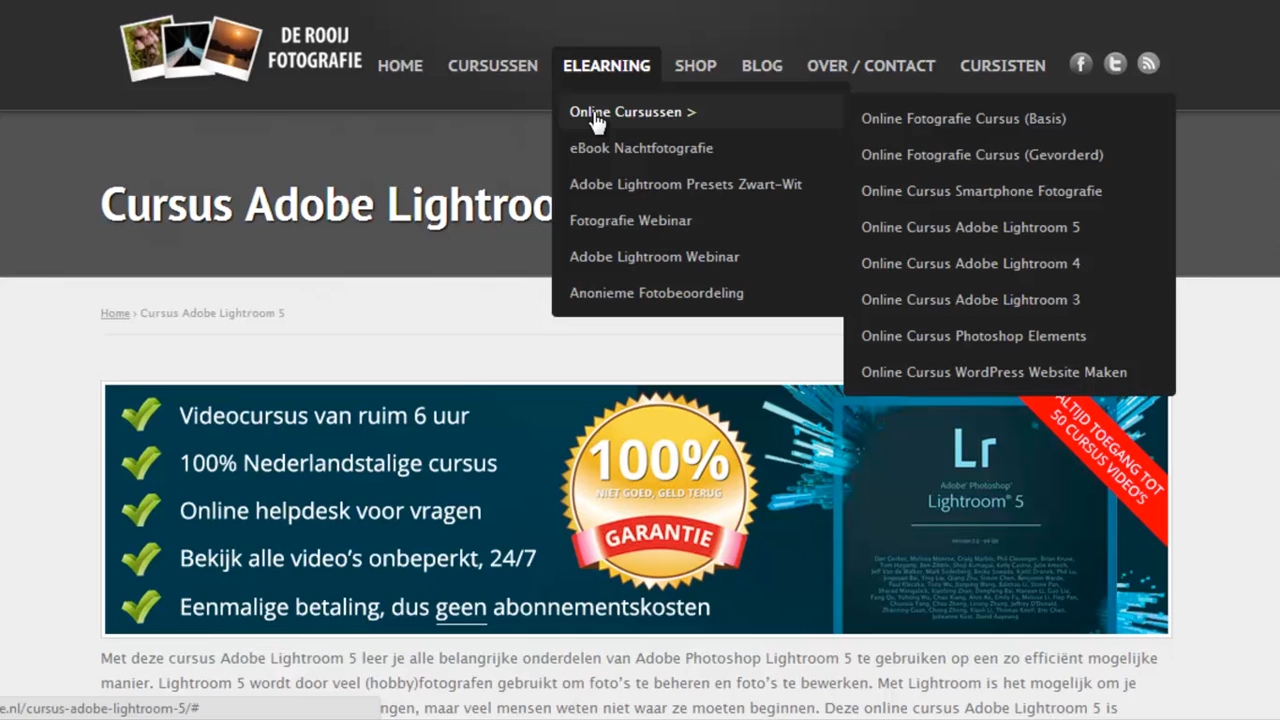 DE ROOIJ
FOTOGRAFIE
HOME CURSUSSEN ELEARNING SHOP BLOG OVER / CONTACT CURSISTEN
Online Cursussen >
eBook Nachtfotografie
Adobe Lightroom Presets Zwart-Wit
Fotografie Webinar
Adobe Lightroom Webinar
Anonieme Fotobeoordeling
Online Fotografie Cursus (Basis)
Online Fotografie Cursus (Gevorderd)
Online Cursus Smartphone Fotografie
Online Cursus Adobe Lightroom 5
Online Cursus Adobe Lightroom 4
Online Cursus Adobe Lightroom 3
Online Cursus Photoshop Elements
Online Cursus WordPress Website Maken
Cursus Adobe Lightroo
Home › Cursus Adobe Lightroom 5
Videocursus van ruim 6 uur
100% Nederlandstalige cursus
Online helpdesk voor vragen
Bekijk alle video's onbeperkt, 24/7
Eenmalige betaling, dus geen abonnementskosten
100%
NIET GOED, GELD TERUG
GARANTIE
Lr
Adobe® Photoshop®
Lightroom® 5
ALTIJD TOEGANG TOT
50 CURSUS VIDEO'S
Met deze cursus Adobe Lightroom 5 leer je alle belangrijke onderdelen van Adobe Photoshop Lightroom 5 te gebruiken op een zo efficiënt mogelijke
manier. Lightroom 5 wordt door veel (hobby)fotografen gebruikt om foto's te beheren en foto's te bewerken. Met Lightroom is het mogelijk om je
ngen, maar veel mensen weten niet waar ze moeten beginnen. Deze online cursus Adobe Lightroom 5 is
e.nl/cursus-adobe-lightroom-5/#